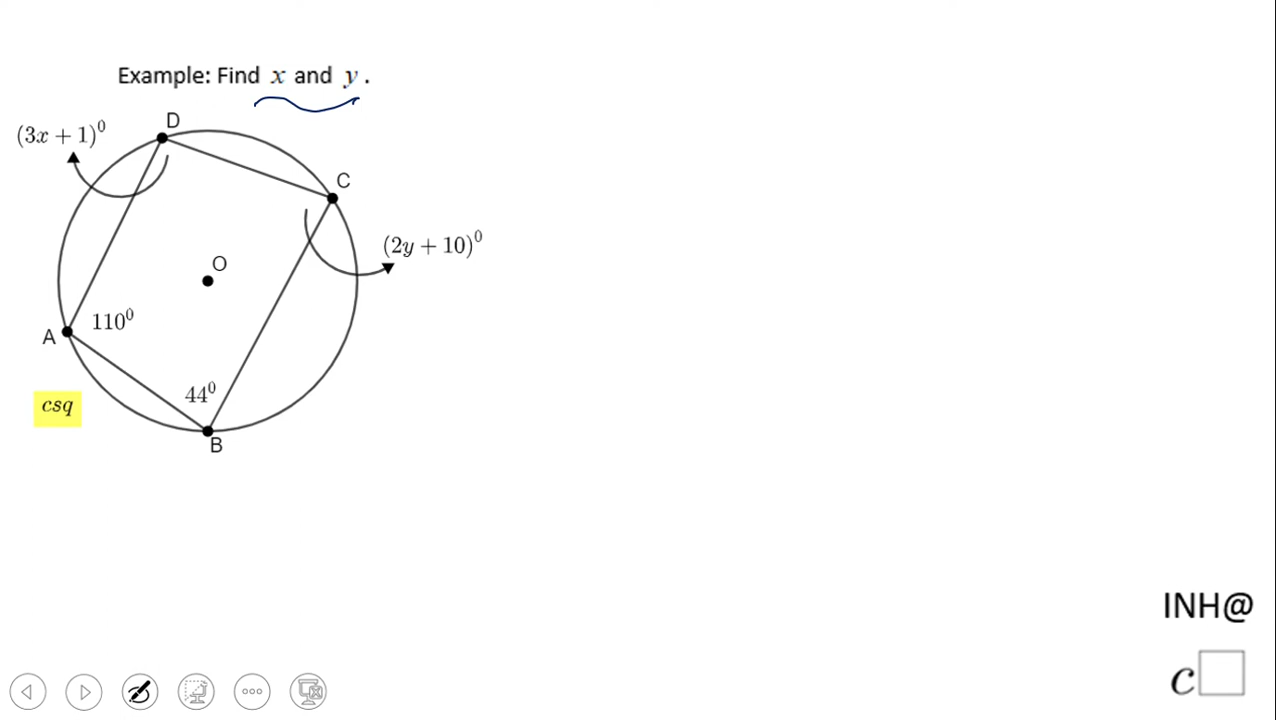 Example: Find x and y.
D
(3x + 1)⁰
C
(2y + 10)⁰
O
A
110⁰
44⁰
csq
B
INH@
c